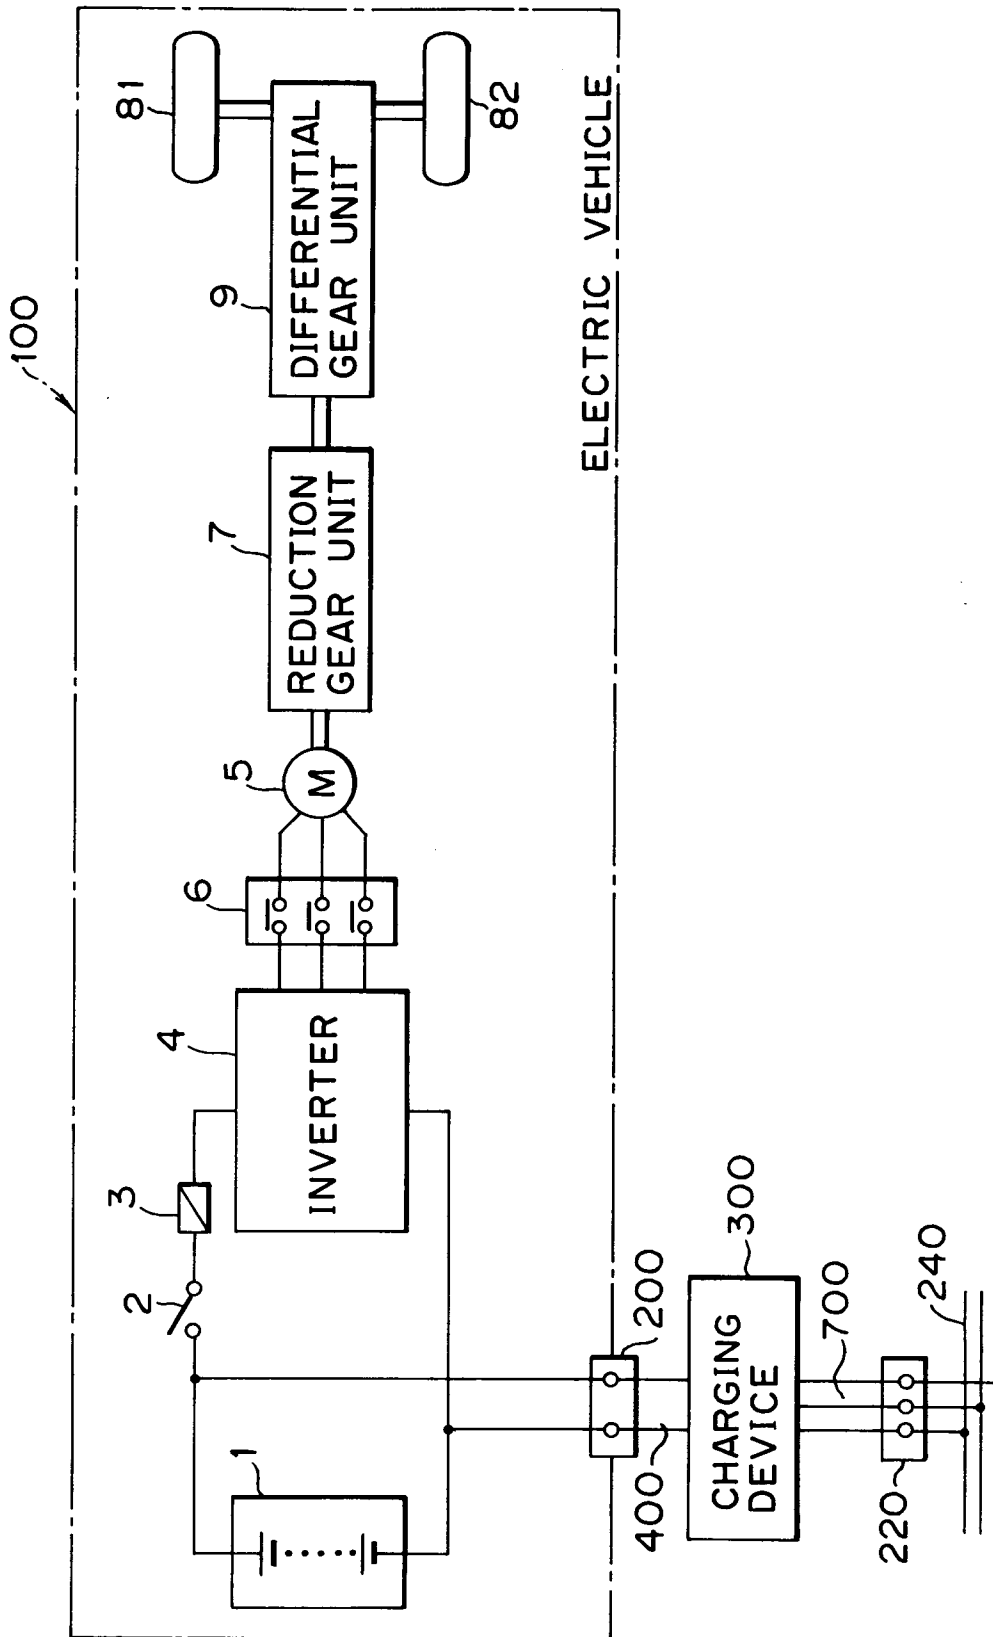 100
81
82
9
DIFFERENTIAL
GEAR UNIT
7
REDUCTION
GEAR UNIT
5
M
6
4
INVERTER
3
2
1
ELECTRIC VEHICLE
200
400
300
CHARGING
DEVICE
700
220
240